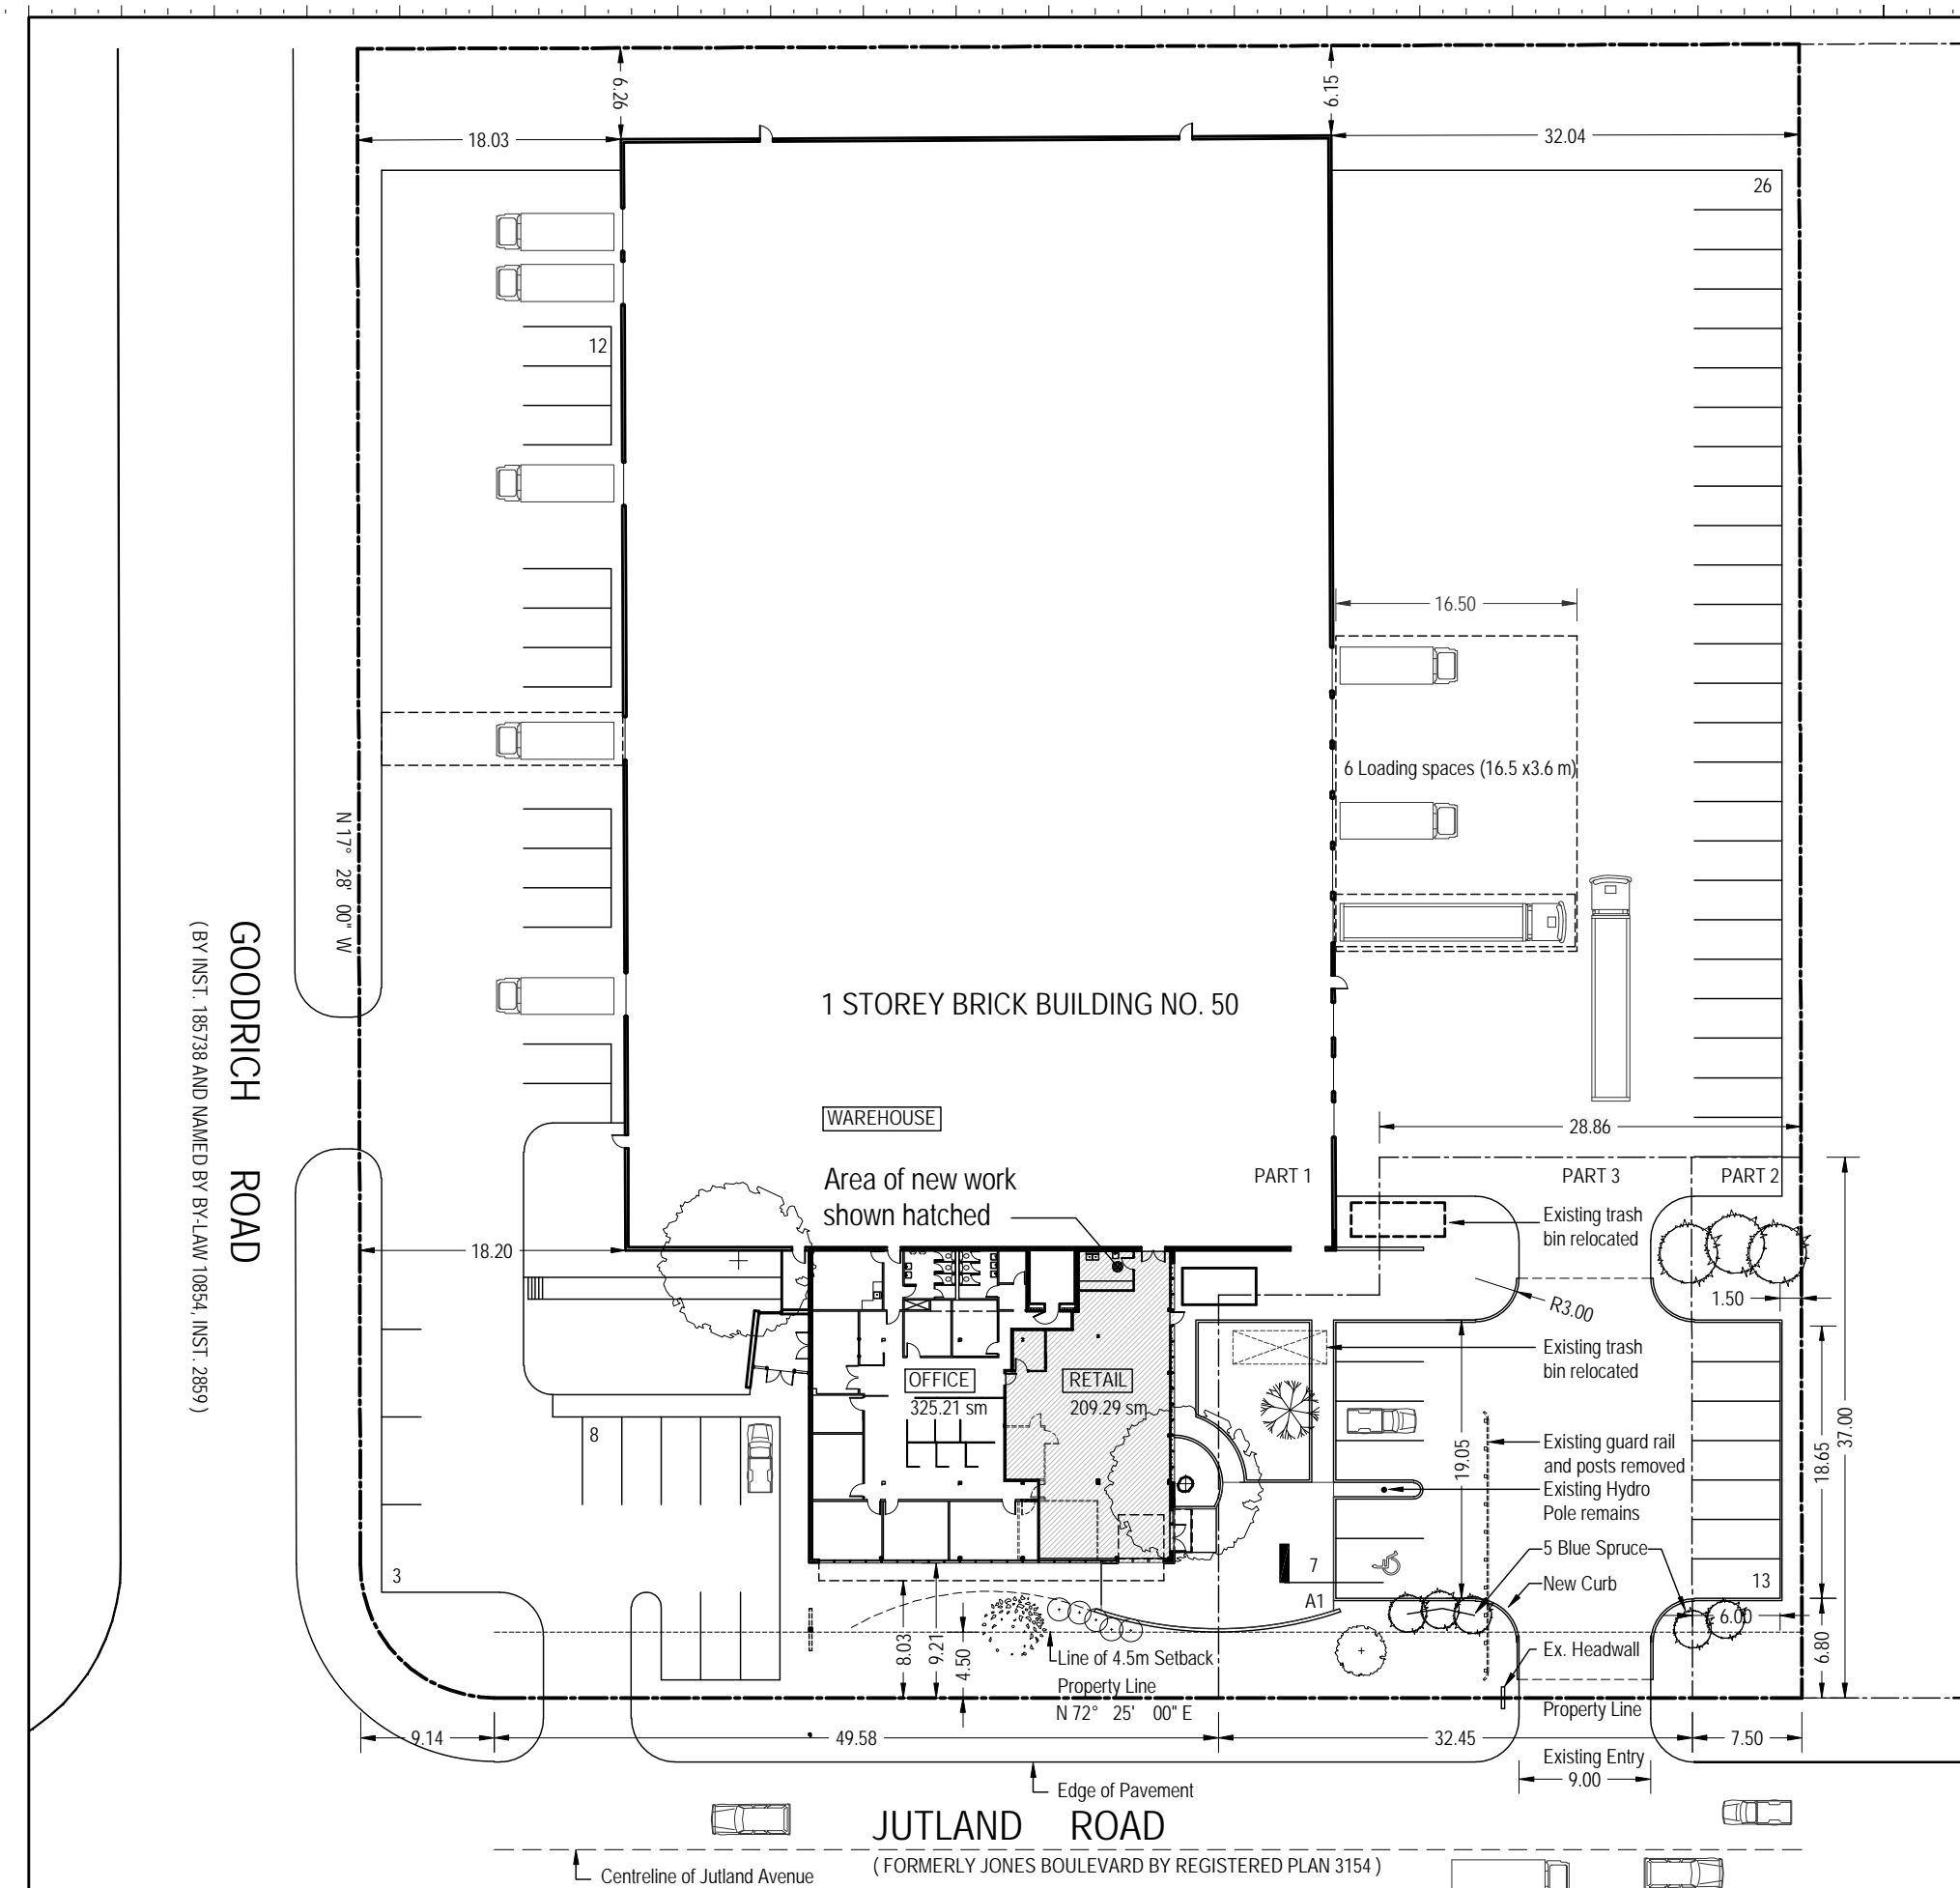 6.26
6.15
18.03
32.04
26
12
16.50
6 Loading spaces (16.5 x3.6 m)
N 17° 28' 00" W
GOODRICH ROAD
( BY INST. 185738 AND NAMED BY BY-LAW 10854, INST. 2859 )
1 STOREY BRICK BUILDING NO. 50
WAREHOUSE
28.86
Area of new work
shown hatched
PART 1
PART 3
PART 2
Existing trash
bin relocated
18.20
1.50
R3.00
Existing trash
bin relocated
OFFICE
325.21 sm
RETAIL
209.29 sm
8
19.05
Existing guard rail
and posts removed
Existing Hydro
Pole remains
18.65
37.00
5 Blue Spruce
3
7
New Curb
13
A1
6.00
8.03
9.21
4.50
Line of 4.5m Setback
Ex. Headwall
6.80
Property Line
N 72° 25' 00" E
Property Line
9.14
49.58
32.45
7.50
Existing Entry
9.00
Edge of Pavement
JUTLAND ROAD
( FORMERLY JONES BOULEVARD BY REGISTERED PLAN 3154 )
Centreline of Jutland Avenue